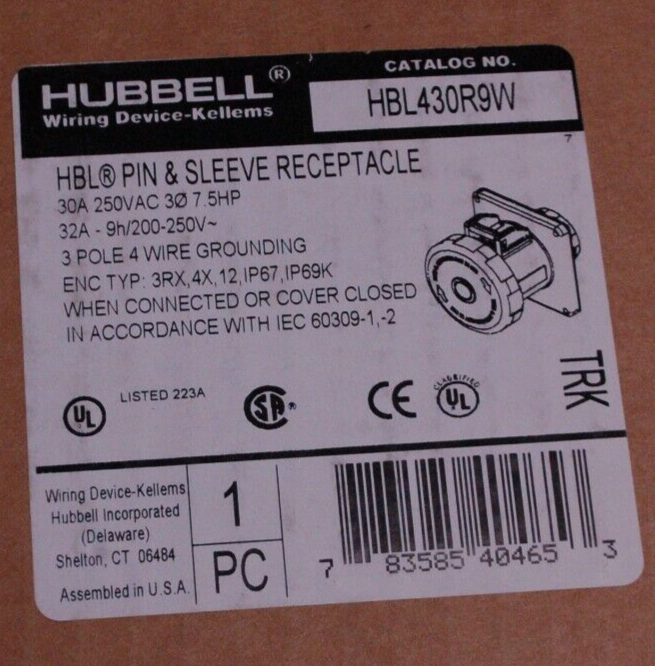 HUBBELL®
Wiring Device-Kellems
CATALOG NO.
HBL430R9W
7
HBL® PIN & SLEEVE RECEPTACLE
30A 250VAC 3Ø 7.5HP
32A - 9h/200-250V~
3 POLE 4 WIRE GROUNDING
ENC TYP: 3RX,4X,12,IP67,IP69K
WHEN CONNECTED OR COVER CLOSED
IN ACCORDANCE WITH IEC 60309-1,-2
TRK
UL
LISTED 223A
SA®
CE
CLASSIFIED
UL
Wiring Device-Kellems
Hubbell Incorporated
(Delaware)
Shelton, CT 06484
Assembled in U.S.A.
1
PC
7 83585 40465 3